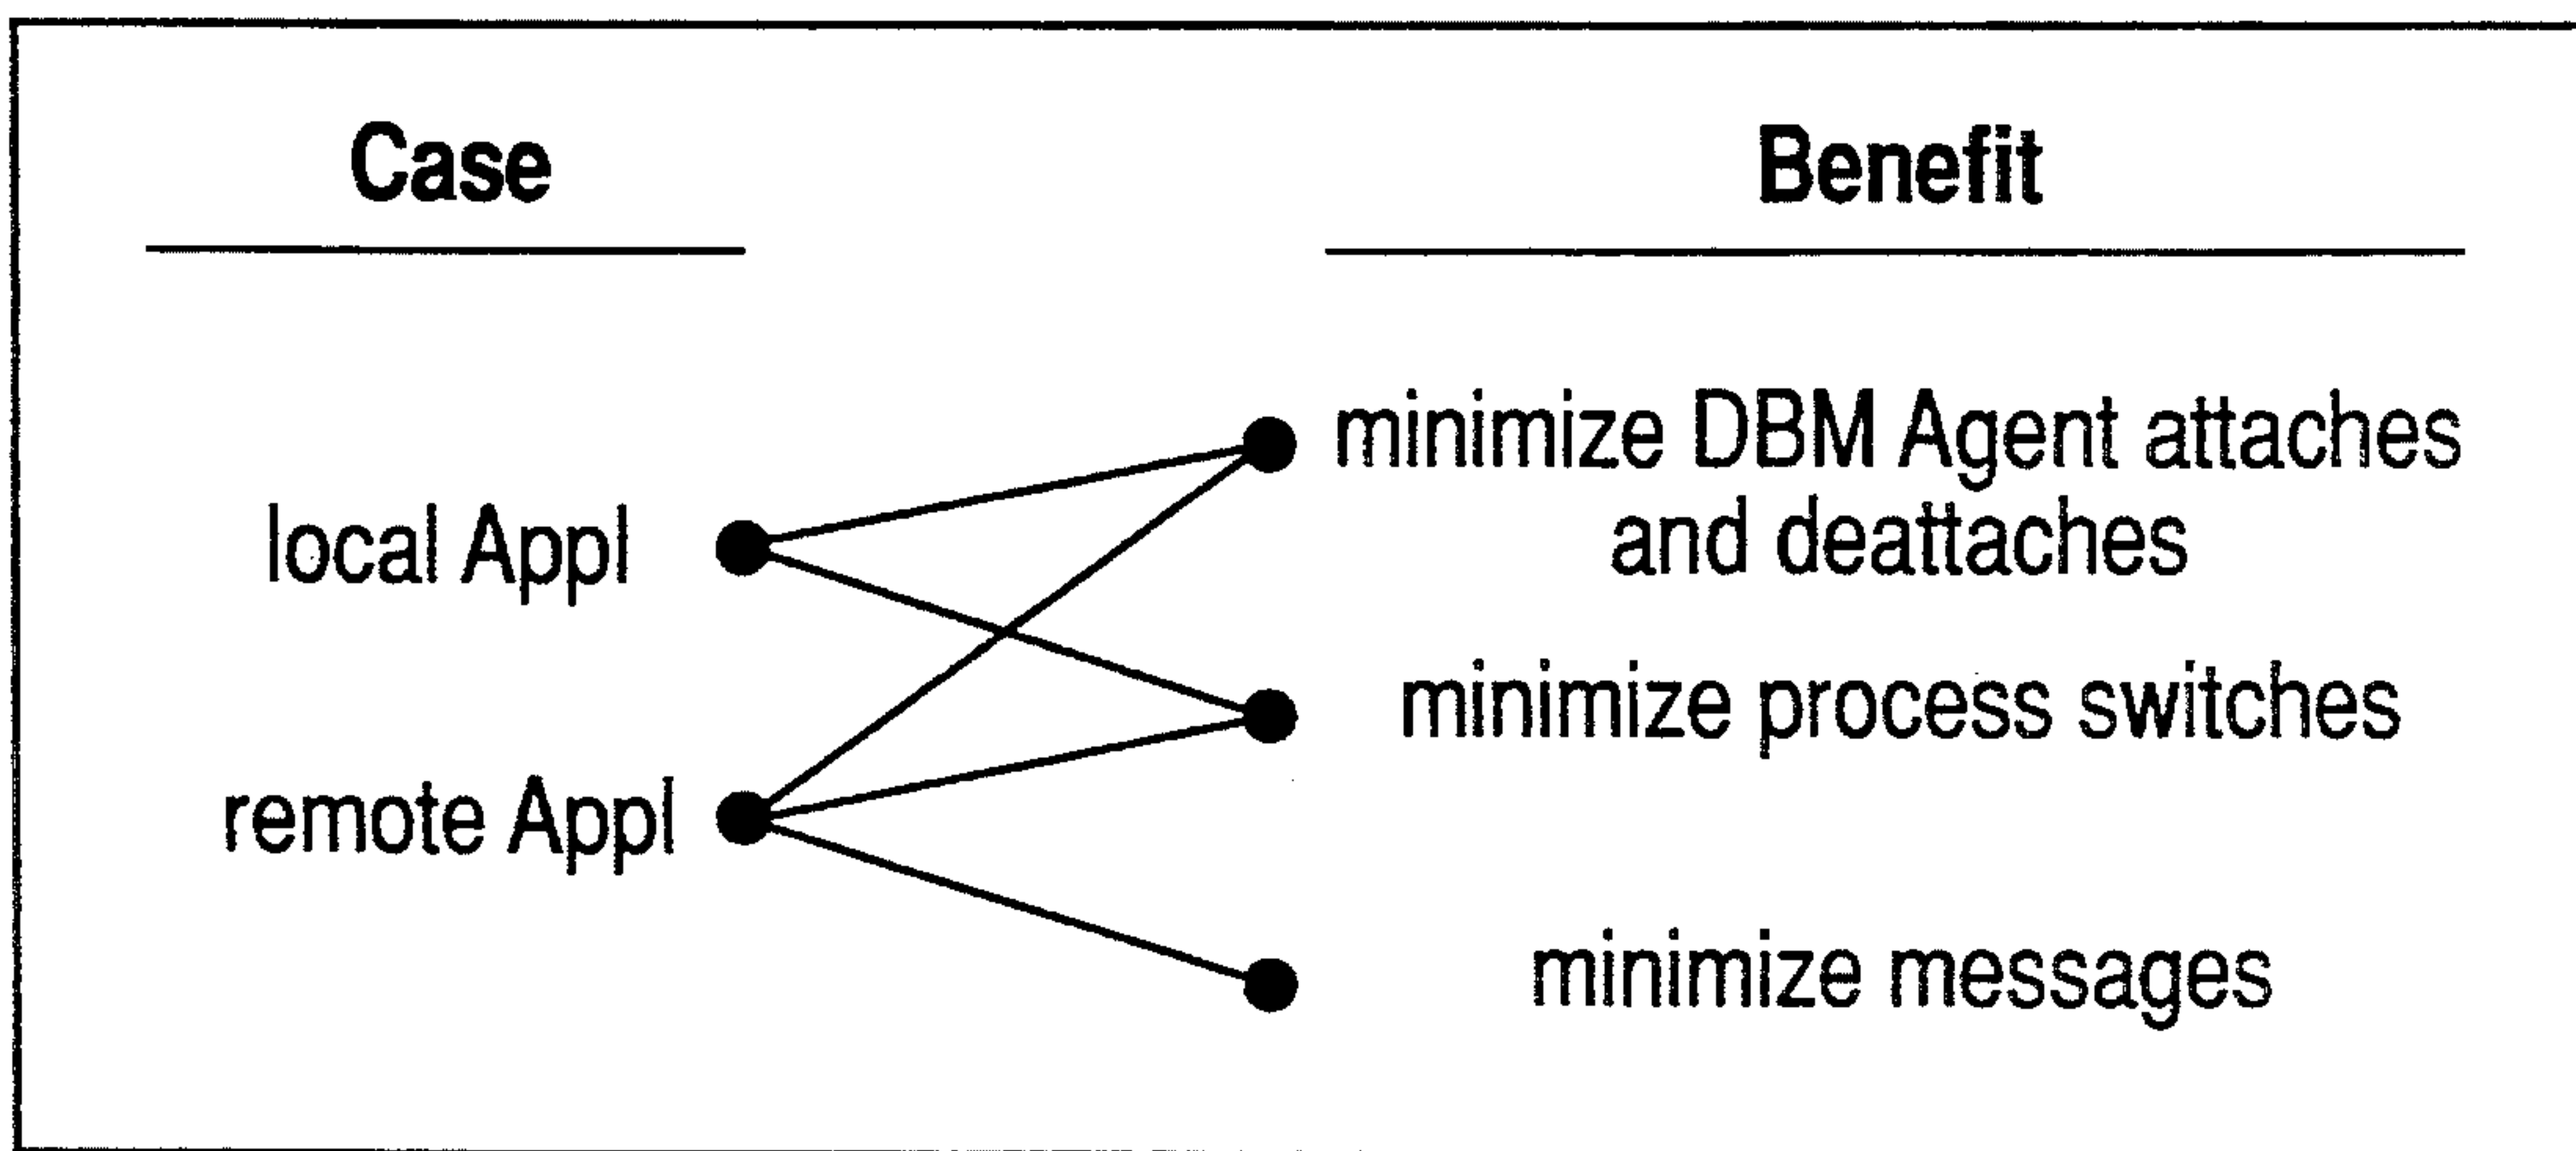 Case
Benefit
local Appl
remote Appl
minimize DBM Agent attaches
and deattaches
minimize process switches
minimize messages